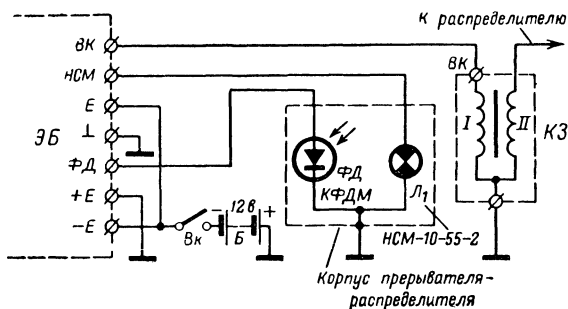 К распределителю
ВК
НСМ
Е
⊥
ФД
+Е
−Е
ЭБ
ВК
I
II
КЗ
ФД
КФДМ
Л₁
12В
+
Вк
Б
НСМ-10-55-2
Корпус прерывателя-
распределителя